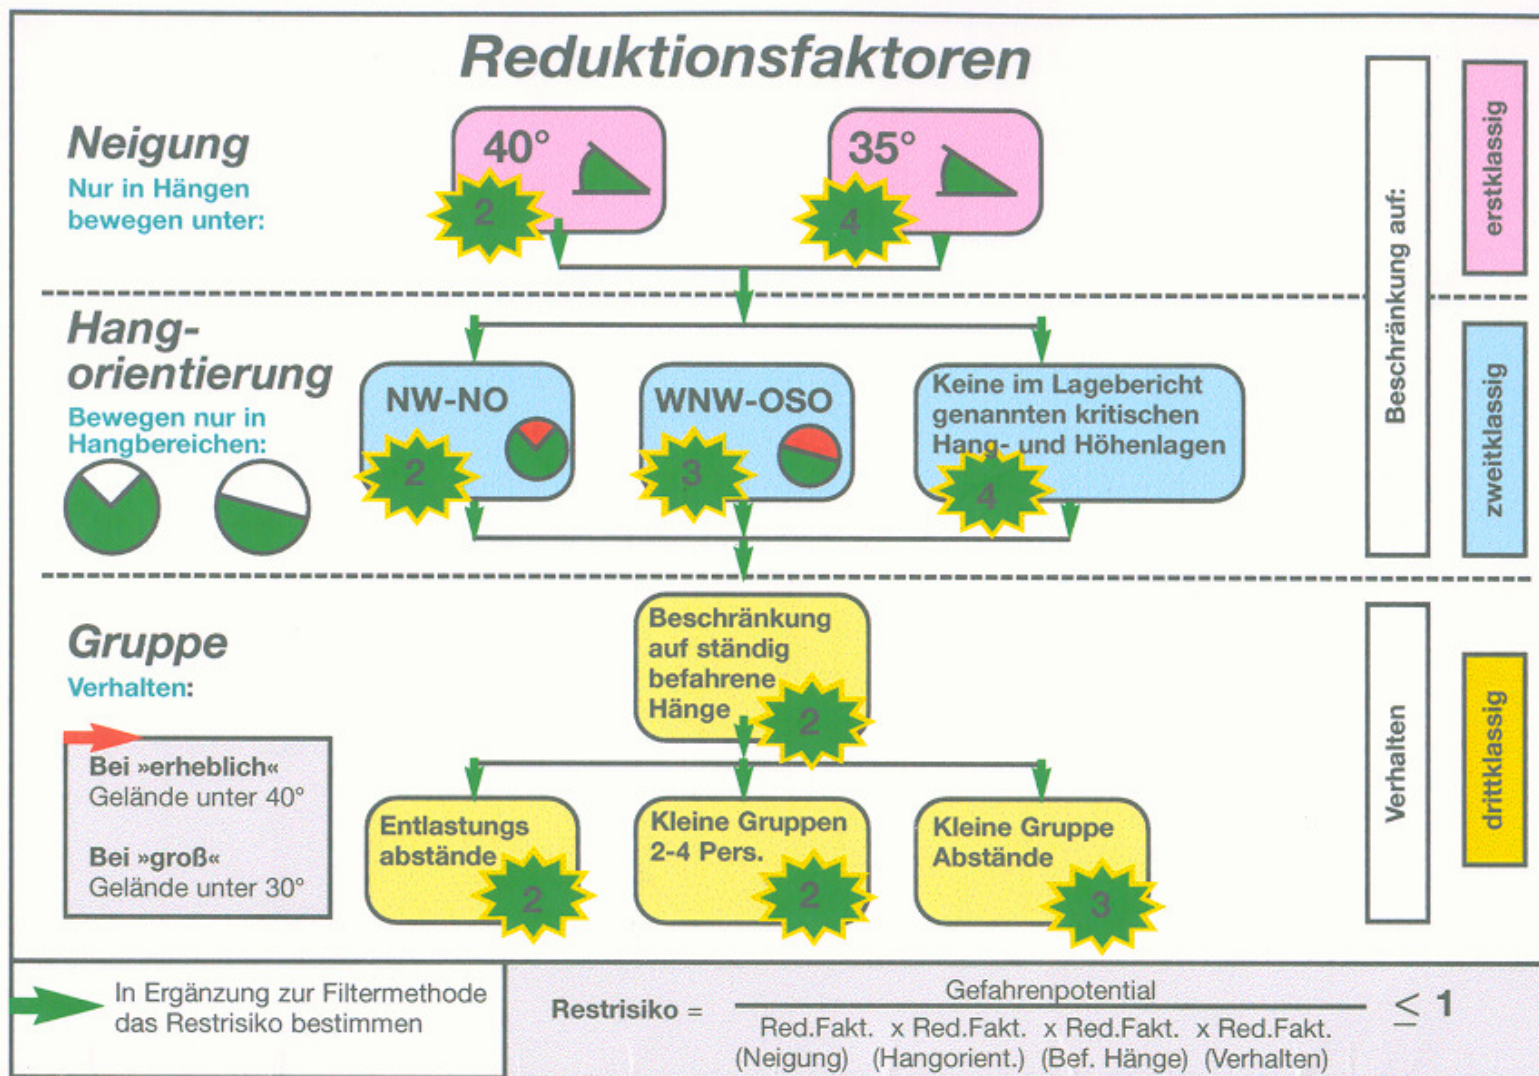 Reduktionsfaktoren
Neigung
Nur in Hängen
bewegen unter:
40°
2
35°
4
Hang-
orientierung
Bewegen nur in
Hangbereichen:
NW-NO
2
WNW-OSO
3
Keine im Lagebericht
genannten kritischen
Hang- und Höhenlagen
4
Gruppe
Verhalten:
Bei »erheblich«
Gelände unter 40°
Bei »groß«
Gelände unter 30°
Beschränkung
auf ständig
befahrene
Hänge
2
Entlastungs
abstände
2
Kleine Gruppen
2-4 Pers.
2
Kleine Gruppe
Abstände
3
Beschränkung auf:
erstklassig
zweitklassig
Verhalten
drittklassig
In Ergänzung zur Filtermethode
das Restrisiko bestimmen
Gefahrenpotential
Restrisiko = ≤ 1
Red.Fakt. x Red.Fakt. x Red.Fakt. x Red.Fakt.
(Neigung) (Hangorient.) (Bef. Hänge) (Verhalten)